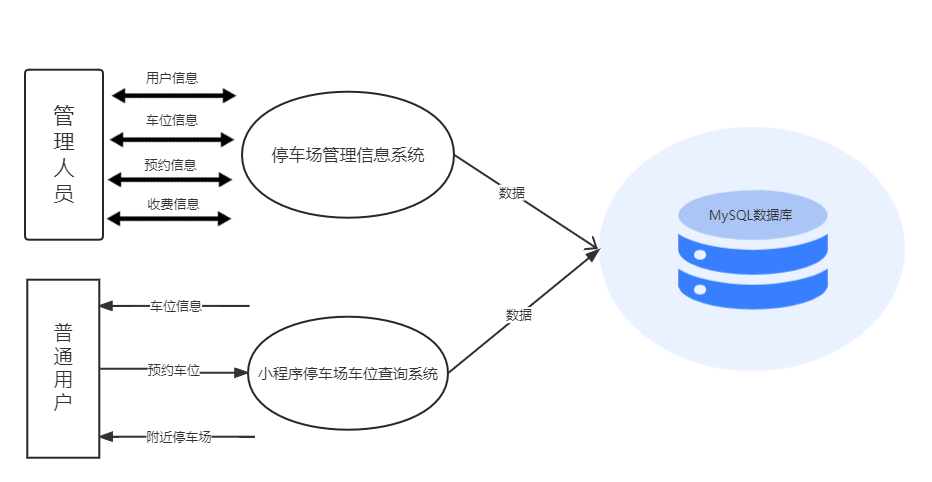 管理人员
用户信息
车位信息
预约信息
收费信息
停车场管理信息系统
数据
MySQL数据库
普通用户
车位信息
预约车位
附近停车场
小程序停车场车位查询系统
数据